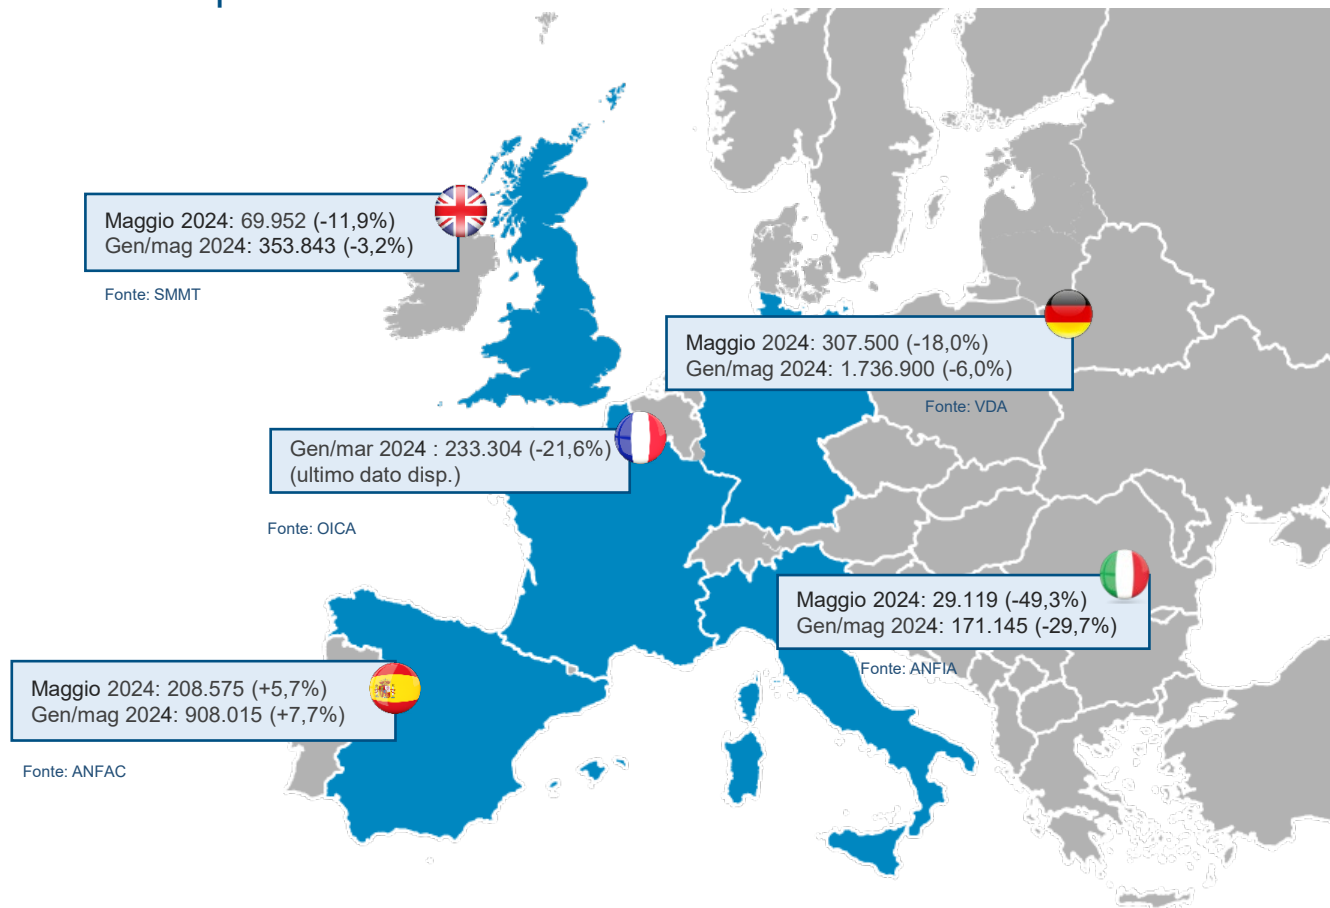 Maggio 2024: 69.952 (-11,9%)
Gen/mag 2024: 353.843 (-3,2%)
Fonte: SMMT
Maggio 2024: 307.500 (-18,0%)
Gen/mag 2024: 1.736.900 (-6,0%)
Fonte: VDA
Gen/mar 2024 : 233.304 (-21,6%)
(ultimo dato disp.)
Fonte: OICA
Maggio 2024: 29.119 (-49,3%)
Gen/mag 2024: 171.145 (-29,7%)
Fonte: ANFIA
Maggio 2024: 208.575 (+5,7%)
Gen/mag 2024: 908.015 (+7,7%)
Fonte: ANFAC